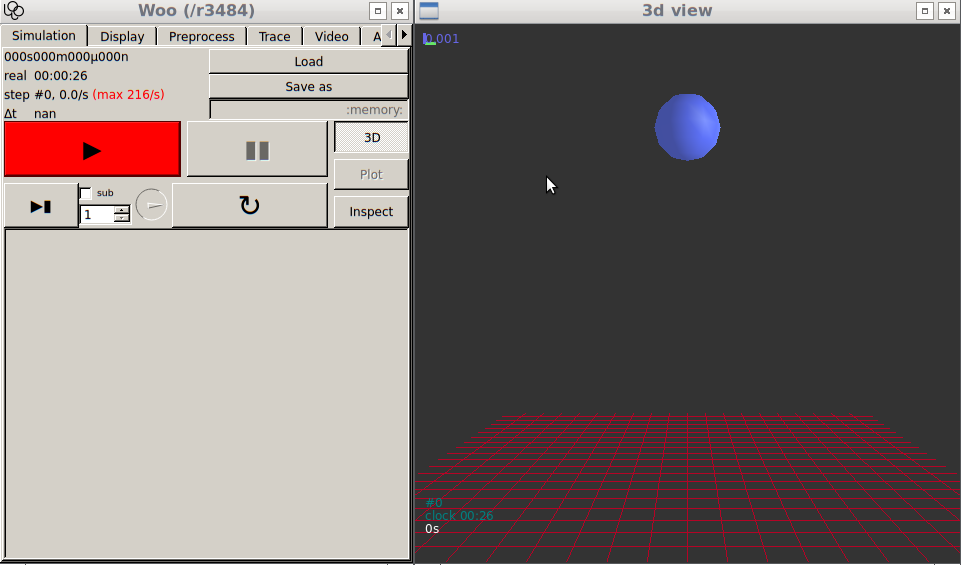 Woo (/r3484)
Simulation Display Preprocess Trace Video A
000s000m000µ000n
real 00:00:26
step #0, 0.0/s (max 216/s)
Δt nan
Load
Save as
:memory:
3D
Plot
Inspect
sub
1
3d view
0.001
#0
clock 00:26
0s